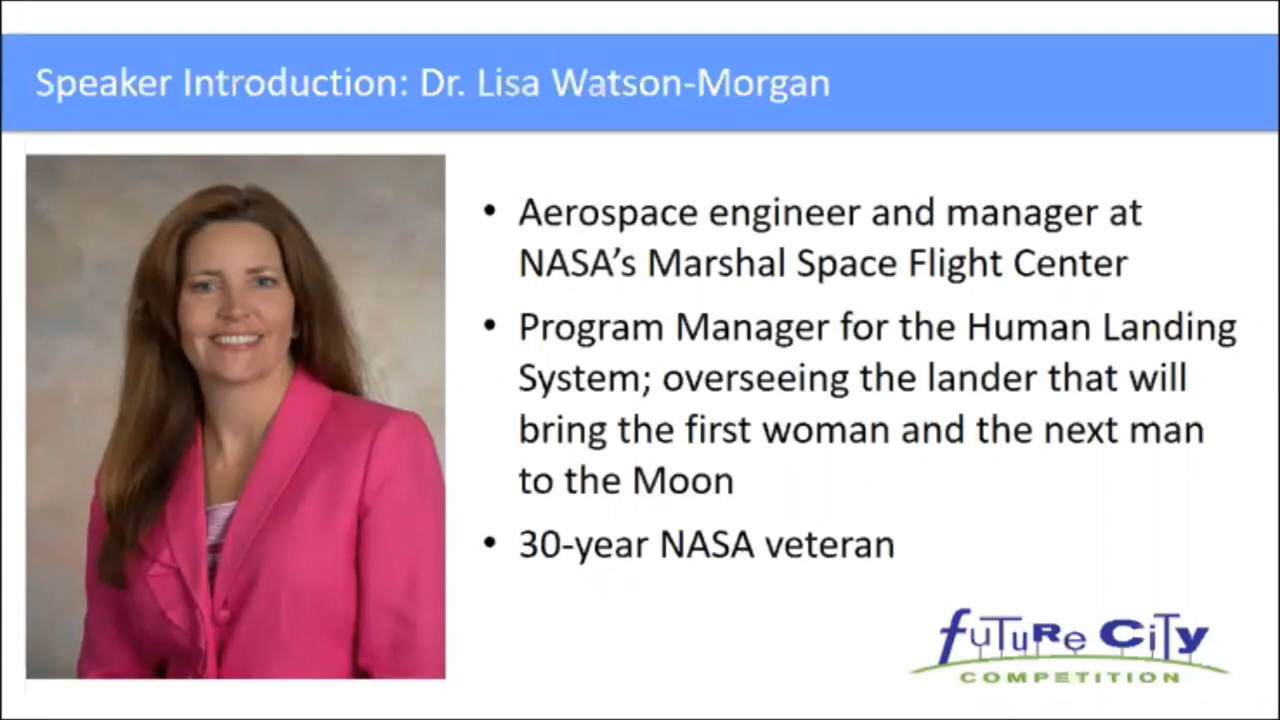 Speaker Introduction: Dr. Lisa Watson-Morgan
• Aerospace engineer and manager at
NASA’s Marshal Space Flight Center
• Program Manager for the Human Landing
System; overseeing the lander that will
bring the first woman and the next man
to the Moon
• 30-year NASA veteran
fuTuRe CiTy
COMPETITION